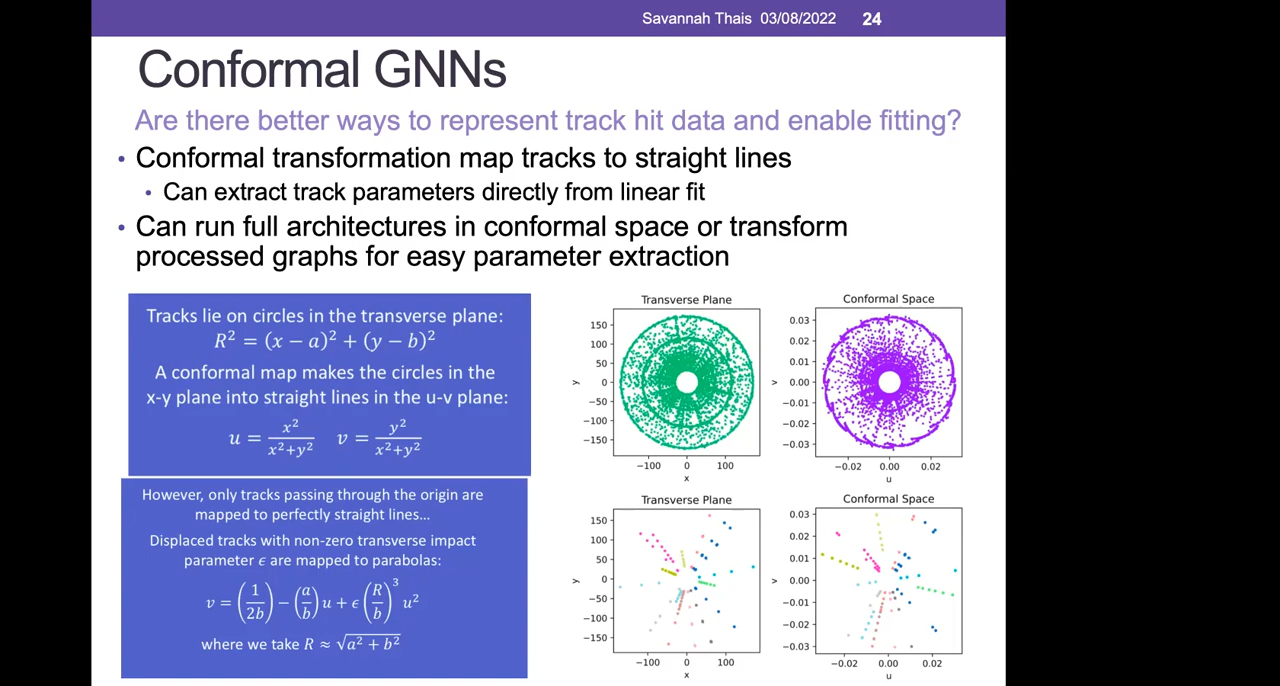 Savannah Thais 03/08/2022 24
Conformal GNNs
Are there better ways to represent track hit data and enable fitting?
• Conformal transformation map tracks to straight lines
• Can extract track parameters directly from linear fit
• Can run full architectures in conformal space or transform
processed graphs for easy parameter extraction
Tracks lie on circles in the transverse plane:
R² = (x − a)² + (y − b)²
A conformal map makes the circles in the
x-y plane into straight lines in the u-v plane:
u = x²/(x²+y²) v = y²/(x²+y²)
However, only tracks passing through the origin are
mapped to perfectly straight lines…
Displaced tracks with non-zero transverse impact
parameter ϵ are mapped to parabolas:
v = (1/2b) − (a/b)u + ϵ(R/b)³u²
where we take R ≈ √(a² + b²)
Transverse Plane
150
100
50
0
−50
−100
−150
y
−100 0 100
x
Conformal Space
0.03
0.02
0.01
0.00
−0.01
−0.02
−0.03
v
−0.02 0.00 0.02
u
Transverse Plane
150
100
50
0
−50
−100
−150
y
−100 0 100
x
Conformal Space
0.03
0.02
0.01
0.00
−0.01
−0.02
−0.03
v
−0.02 0.00 0.02
u